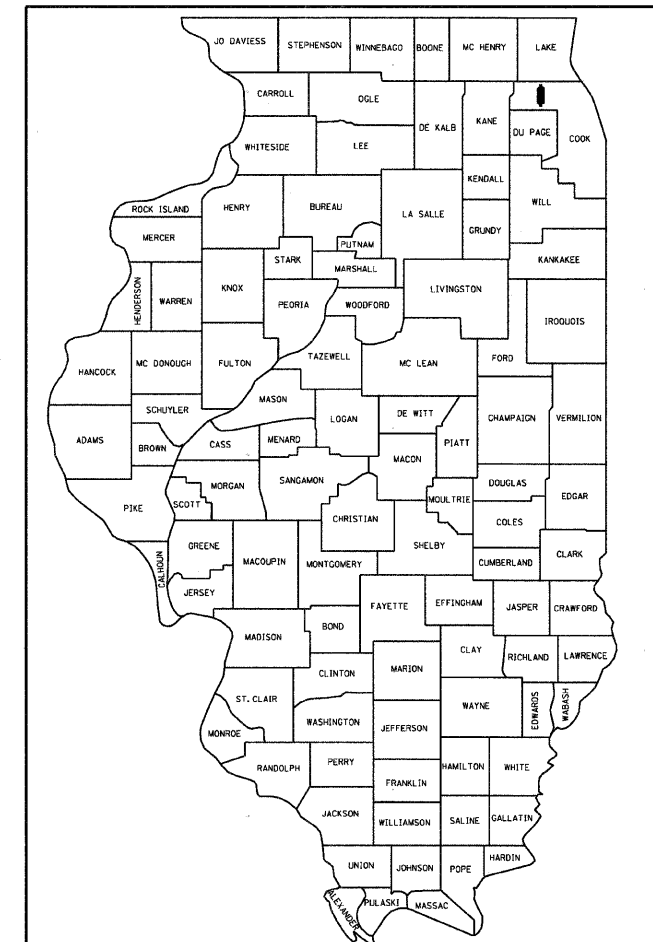 JO DAVIESS
STEPHENSON
WINNEBAGO
BOONE
MC HENRY
LAKE
CARROLL
OGLE
DE KALB
KANE
DU PAGE
COOK
WHITESIDE
LEE
KENDALL
WILL
ROCK ISLAND
HENRY
BUREAU
LA SALLE
GRUNDY
MERCER
PUTNAM
STARK
MARSHALL
KANKAKEE
HENDERSON
WARREN
KNOX
PEORIA
WOODFORD
LIVINGSTON
IROQUOIS
HANCOCK
MC DONOUGH
FULTON
TAZEWELL
MC LEAN
FORD
MASON
SCHUYLER
LOGAN
DE WITT
CHAMPAIGN
VERMILION
ADAMS
BROWN
CASS
MENARD
PIATT
MACON
MORGAN
SANGAMON
DOUGLAS
EDGAR
PIKE
SCOTT
CHRISTIAN
MOULTRIE
COLES
GREENE
MACOUPIN
MONTGOMERY
SHELBY
CUMBERLAND
CLARK
CALHOUN
JERSEY
FAYETTE
EFFINGHAM
JASPER
CRAWFORD
MADISON
BOND
CLAY
RICHLAND
LAWRENCE
CLINTON
MARION
ST. CLAIR
WAYNE
EDWARDS
WABASH
MONROE
WASHINGTON
JEFFERSON
RANDOLPH
PERRY
HAMILTON
WHITE
FRANKLIN
JACKSON
WILLIAMSON
SALINE
GALLATIN
UNION
JOHNSON
POPE
HARDIN
ALEXANDER
PULASKI
MASSAC